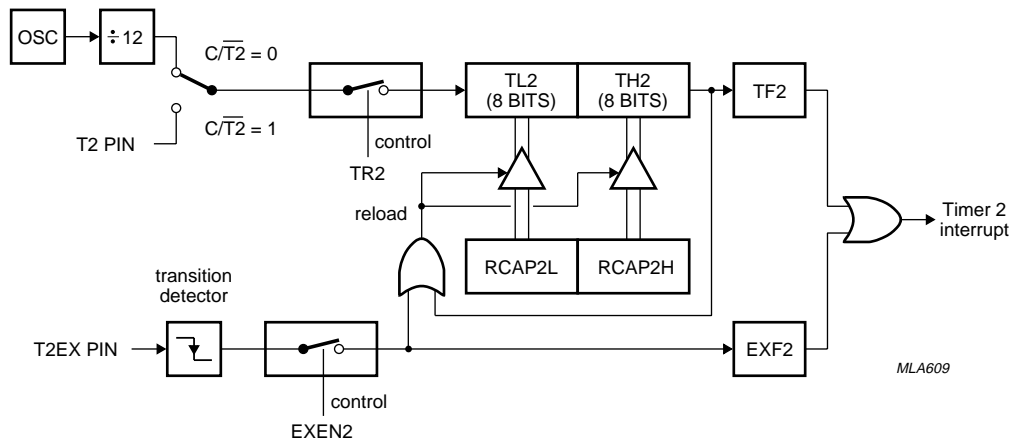 OSC
÷ 12
C/T2̅ = 0
C/T2̅ = 1
T2 PIN
control
TR2
TL2
(8 BITS)
TH2
(8 BITS)
TF2
reload
RCAP2L
RCAP2H
Timer 2
interrupt
transition
detector
T2EX PIN
control
EXEN2
EXF2
MLA609